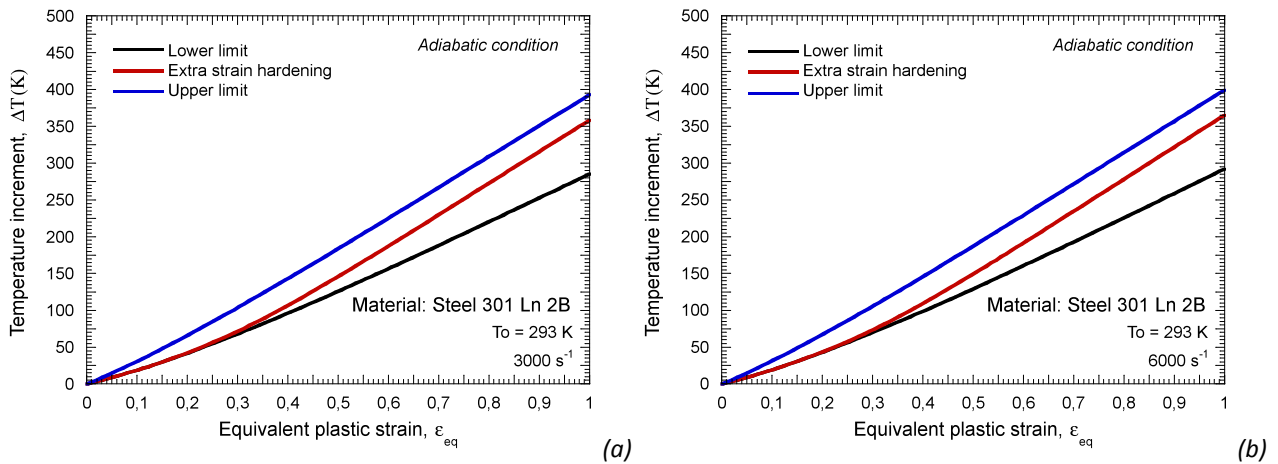 500
450
400
350
300
250
200
150
100
50
0
Temperature increment, ΔT (K)
Lower limit
Extra strain hardening
Upper limit
Adiabatic condition
Material: Steel 301 Ln 2B
To = 293 K
3000 s⁻¹
0 0,1 0,2 0,3 0,4 0,5 0,6 0,7 0,8 0,9 1
Equivalent plastic strain, ε_eq
(a)
500
450
400
350
300
250
200
150
100
50
0
Temperature increment, ΔT (K)
Lower limit
Extra strain hardening
Upper limit
Adiabatic condition
Material: Steel 301 Ln 2B
To = 293 K
6000 s⁻¹
0 0,1 0,2 0,3 0,4 0,5 0,6 0,7 0,8 0,9 1
Equivalent plastic strain, ε_eq
(b)